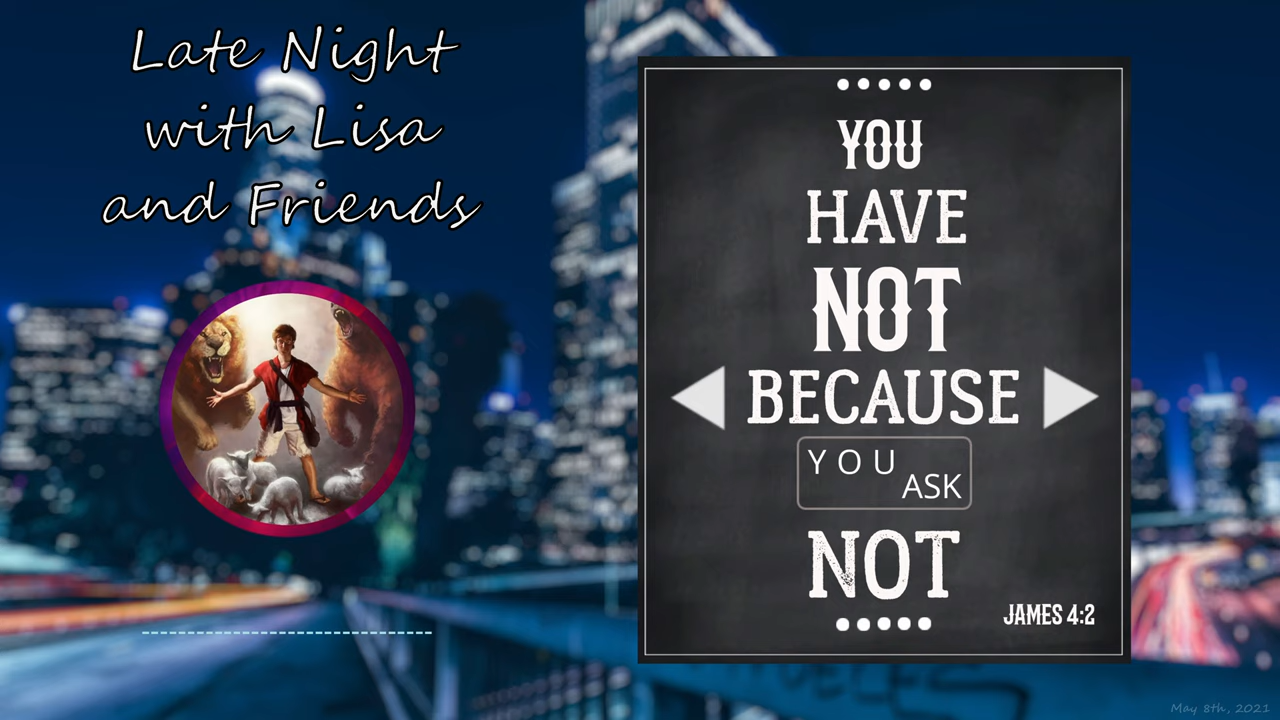 Late Night
with Lisa
and Friends
YOU
HAVE
NOT
BECAUSE
YOU
ASK
NOT
JAMES 4:2
May 8th, 2021